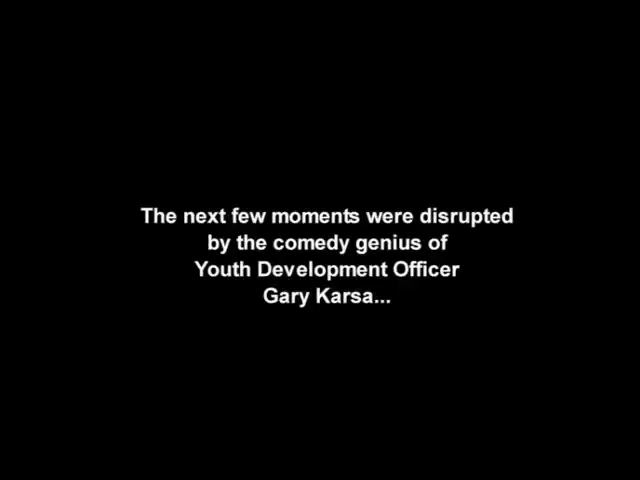 The next few moments were disrupted
by the comedy genius of
Youth Development Officer
Gary Karsa...